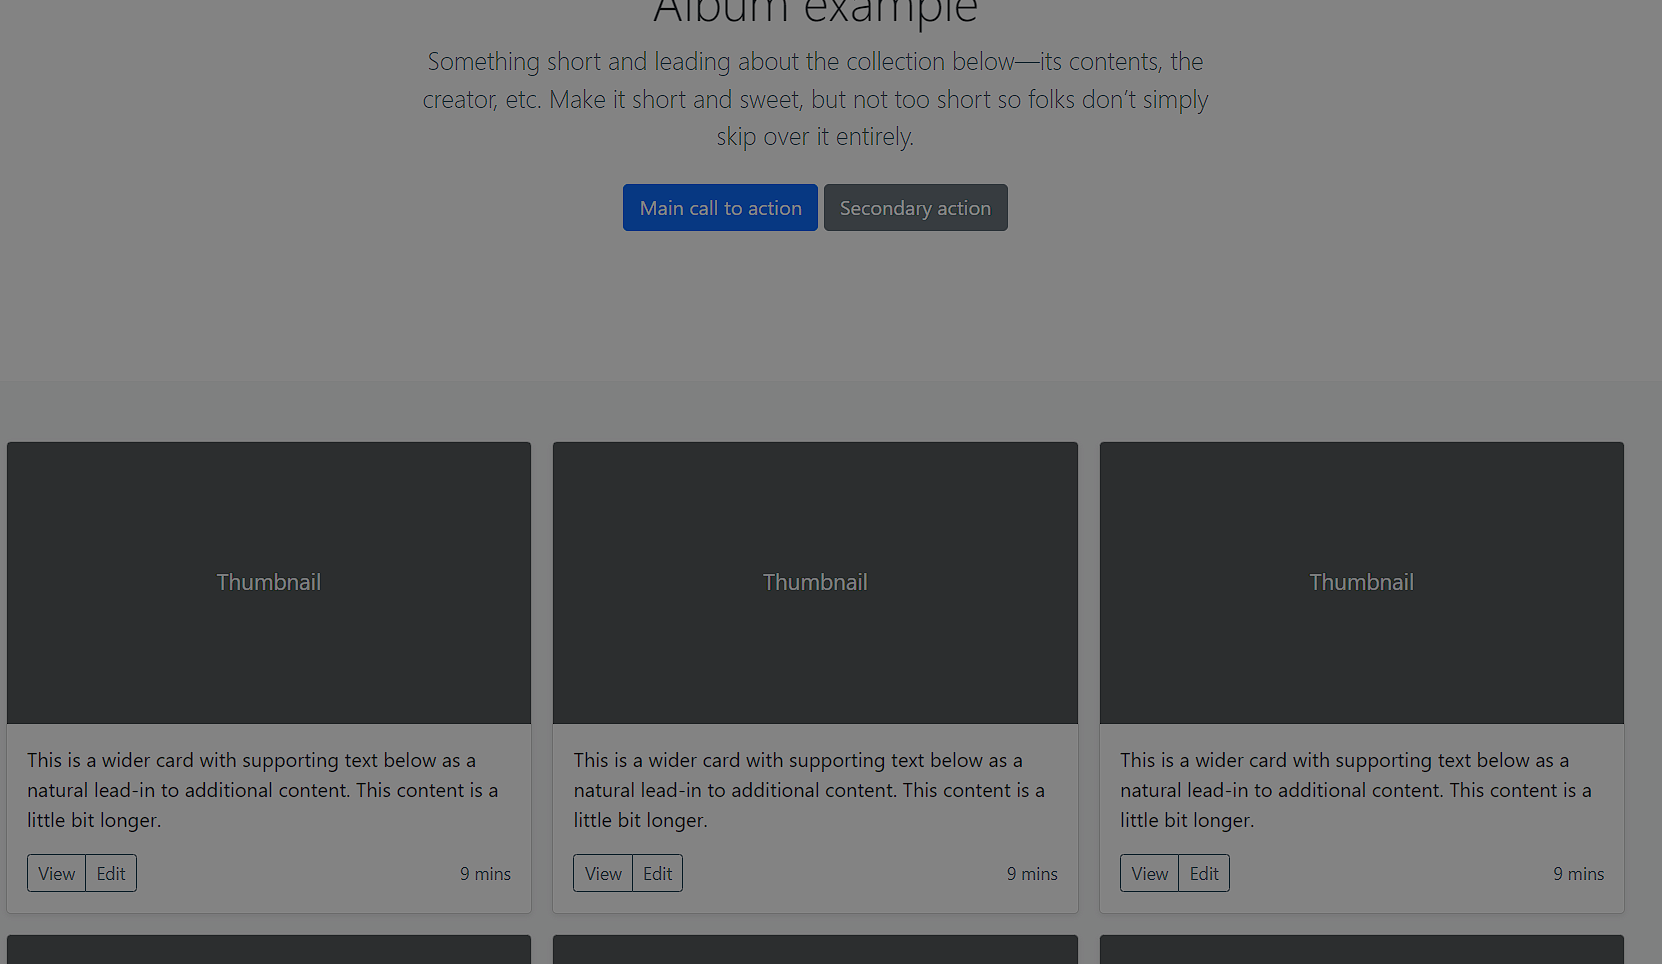 Album example
Something short and leading about the collection below—its contents, the
creator, etc. Make it short and sweet, but not too short so folks don’t simply
skip over it entirely.
Main call to action Secondary action
Thumbnail Thumbnail Thumbnail
This is a wider card with supporting text below as a
natural lead-in to additional content. This content is a
little bit longer.
View Edit 9 mins
This is a wider card with supporting text below as a
natural lead-in to additional content. This content is a
little bit longer.
View Edit 9 mins
This is a wider card with supporting text below as a
natural lead-in to additional content. This content is a
little bit longer.
View Edit 9 mins